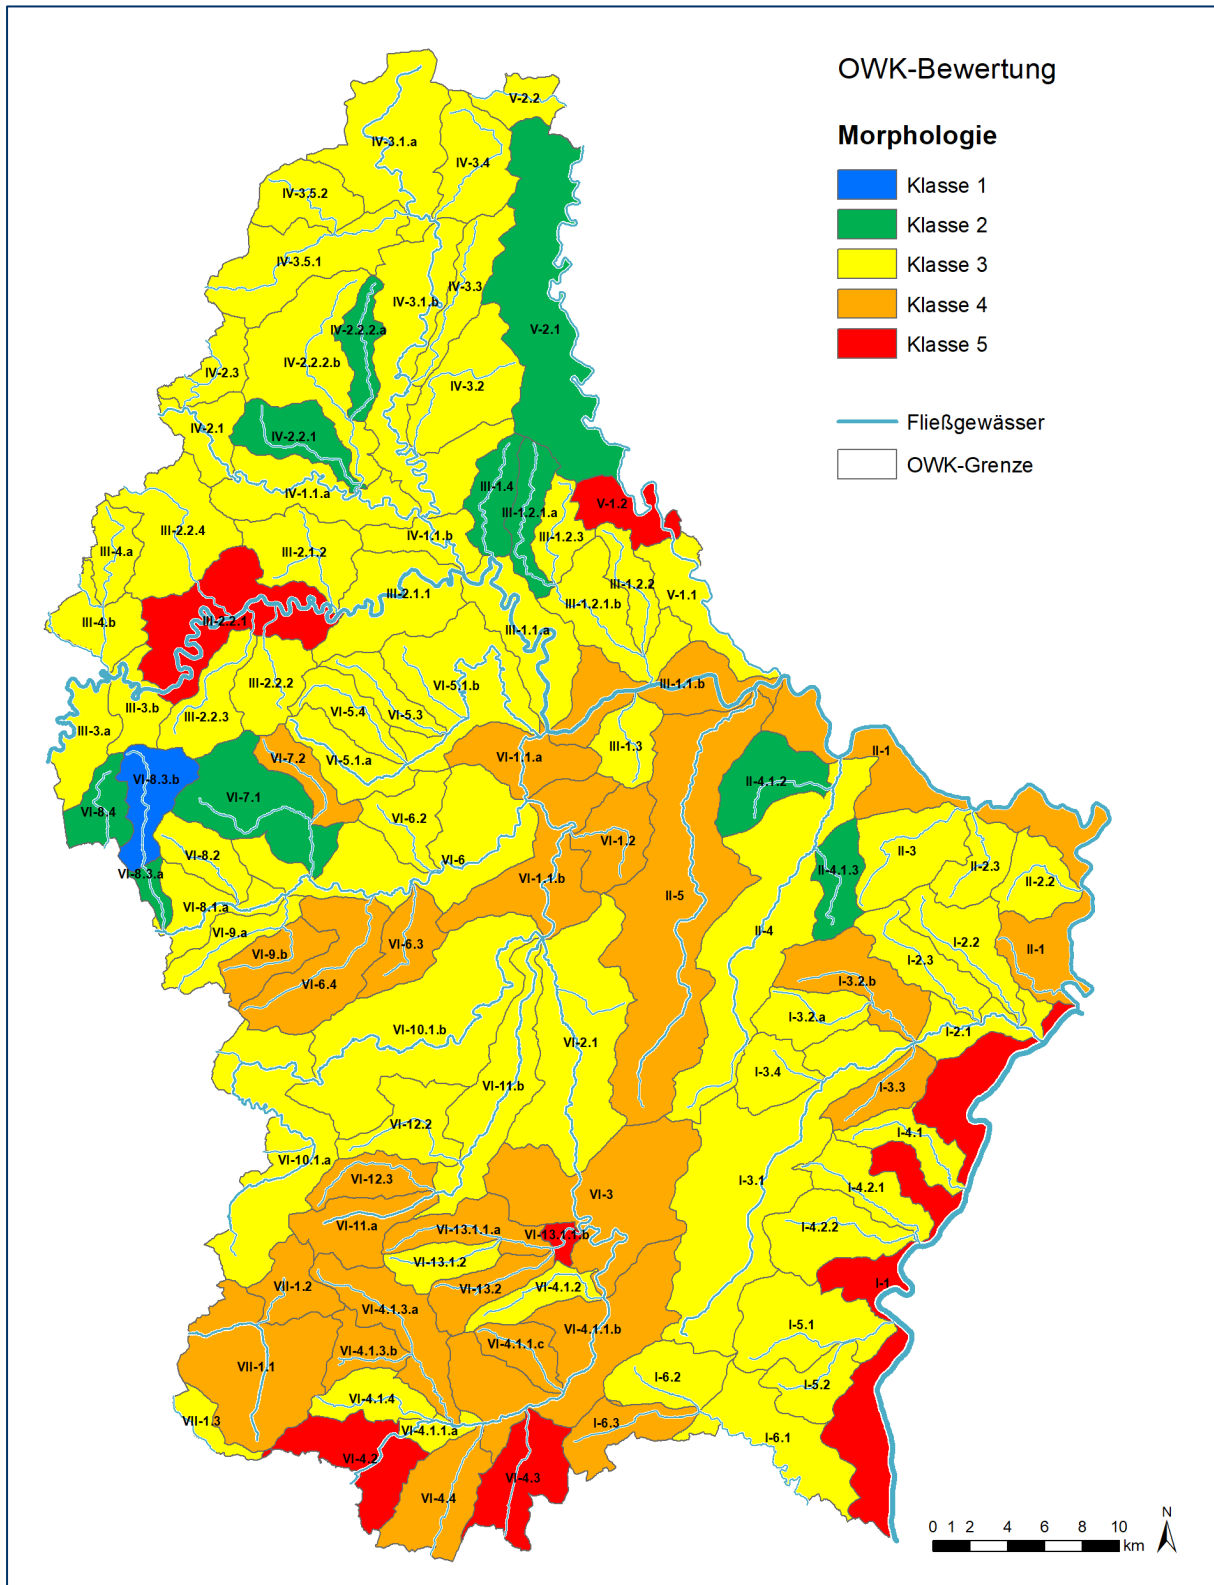 OWK-Bewertung
Morphologie
Klasse 1
Klasse 2
Klasse 3
Klasse 4
Klasse 5
Fließgewässer
OWK-Grenze
V-2.2
IV-3.1.a
IV-3.4
IV-3.5.2
IV-3.5.1
IV-3.3
IV-3.1.b
IV-2.2.2.a
V-2.1
IV-2.2.2.b
IV-2.3
IV-3.2
IV-2.1
IV-2.2.1
III-1.4
IV-1.1.a
V-1.2
III-1.2.1.a
III-2.2.4
IV-1.1.b
III-1.2.3
III-4.a
III-2.1.2
III-1.2.2
III-2.1.1
V-1.1
III-1.2.1.b
III-4.b
III-2.2.1
III-1.1.a
III-2.2.2
III-1.1.b
VI-5.1.b
III-3.b
VI-5.4
VI-5.3
III-2.2.3
III-3.a
III-1.3
II-1
VI-7.2
VI-5.1.a
VI-1.1.a
VI-8.3.b
II-4.1.2
VI-7.1
VI-8.4
VI-6.2
VI-1.2
II-3
VI-8.2
VI-6
II-2.3
II-4.1.3
VI-8.3.a
VI-1.1.b
II-2.2
II-5
VI-8.1.a
VI-9.a
II-4
I-2.2
VI-6.3
II-1
VI-9.b
I-2.3
VI-6.4
I-3.2.b
I-3.2.a
VI-10.1.b
I-2.1
VI-2.1
I-3.4
VI-11.b
I-3.3
VI-12.2
I-4.1
VI-10.1.a
VI-12.3
I-3.1
I-4.2.1
VI-3
VI-11.a
I-4.2.2
VI-13.1.1.a
VI-13.1.1.b
VI-13.1.2
VII-1.2
VI-13.2
VI-4.1.2
I-1
VI-4.1.3.a
I-5.1
VI-4.1.1.b
VI-4.1.1.c
VI-4.1.3.b
VII-1.1
I-6.2
I-5.2
VI-4.1.4
VII-1.3
I-6.3
VI-4.1.1.a
I-6.1
VI-4.2
VI-4.3
VI-4.4
N
0 1 2 4 6 8 10
km